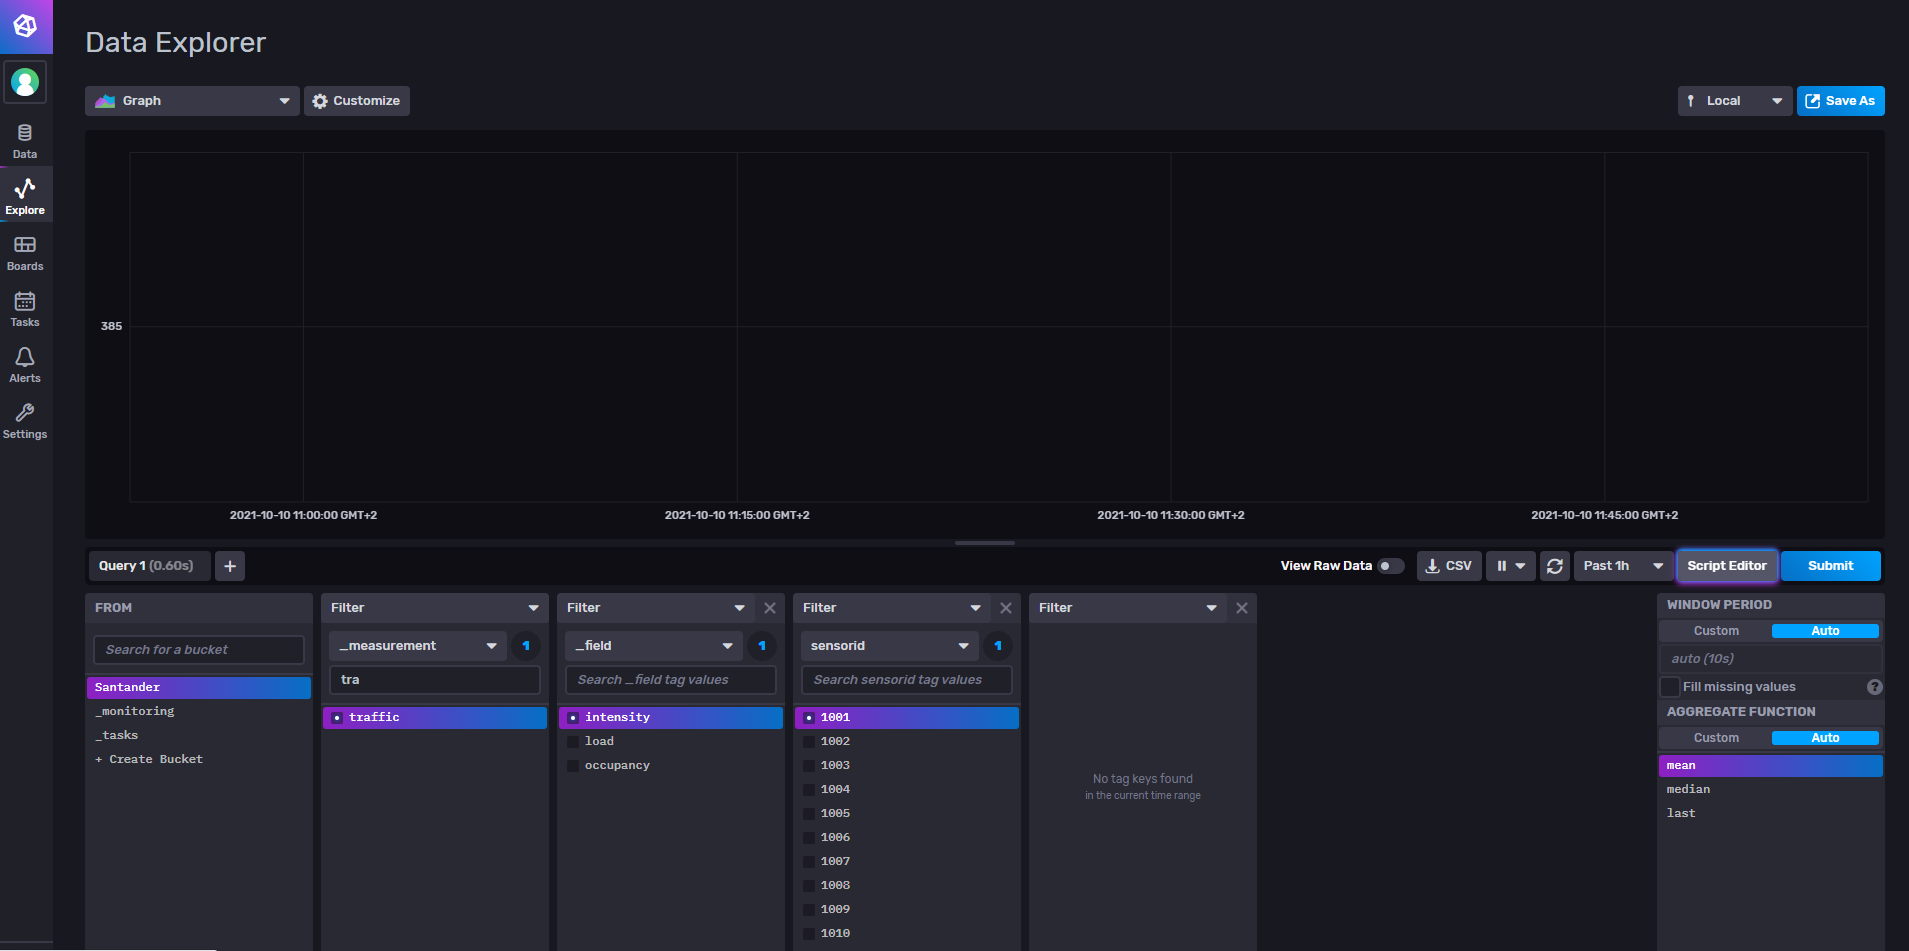 Data Explorer
Graph
Customize
Local
Save As
Data
Explore
Boards
Tasks
Alerts
Settings
385
2021-10-10 11:00:00 GMT+2
2021-10-10 11:15:00 GMT+2
2021-10-10 11:30:00 GMT+2
2021-10-10 11:45:00 GMT+2
Query 1 (0.60s)
+
View Raw Data
CSV
Past 1h
Script Editor
Submit
FROM
Search for a bucket
Santander
_monitoring
_tasks
+ Create Bucket
Filter
_measurement
1
tra
traffic
Filter
_field
1
Search _field tag values
intensity
load
occupancy
Filter
sensorid
1
Search sensorid tag values
1001
1002
1003
1004
1005
1006
1007
1008
1009
1010
Filter
No tag keys found
in the current time range
WINDOW PERIOD
Custom
Auto
auto (10s)
Fill missing values
?
AGGREGATE FUNCTION
Custom
Auto
mean
median
last